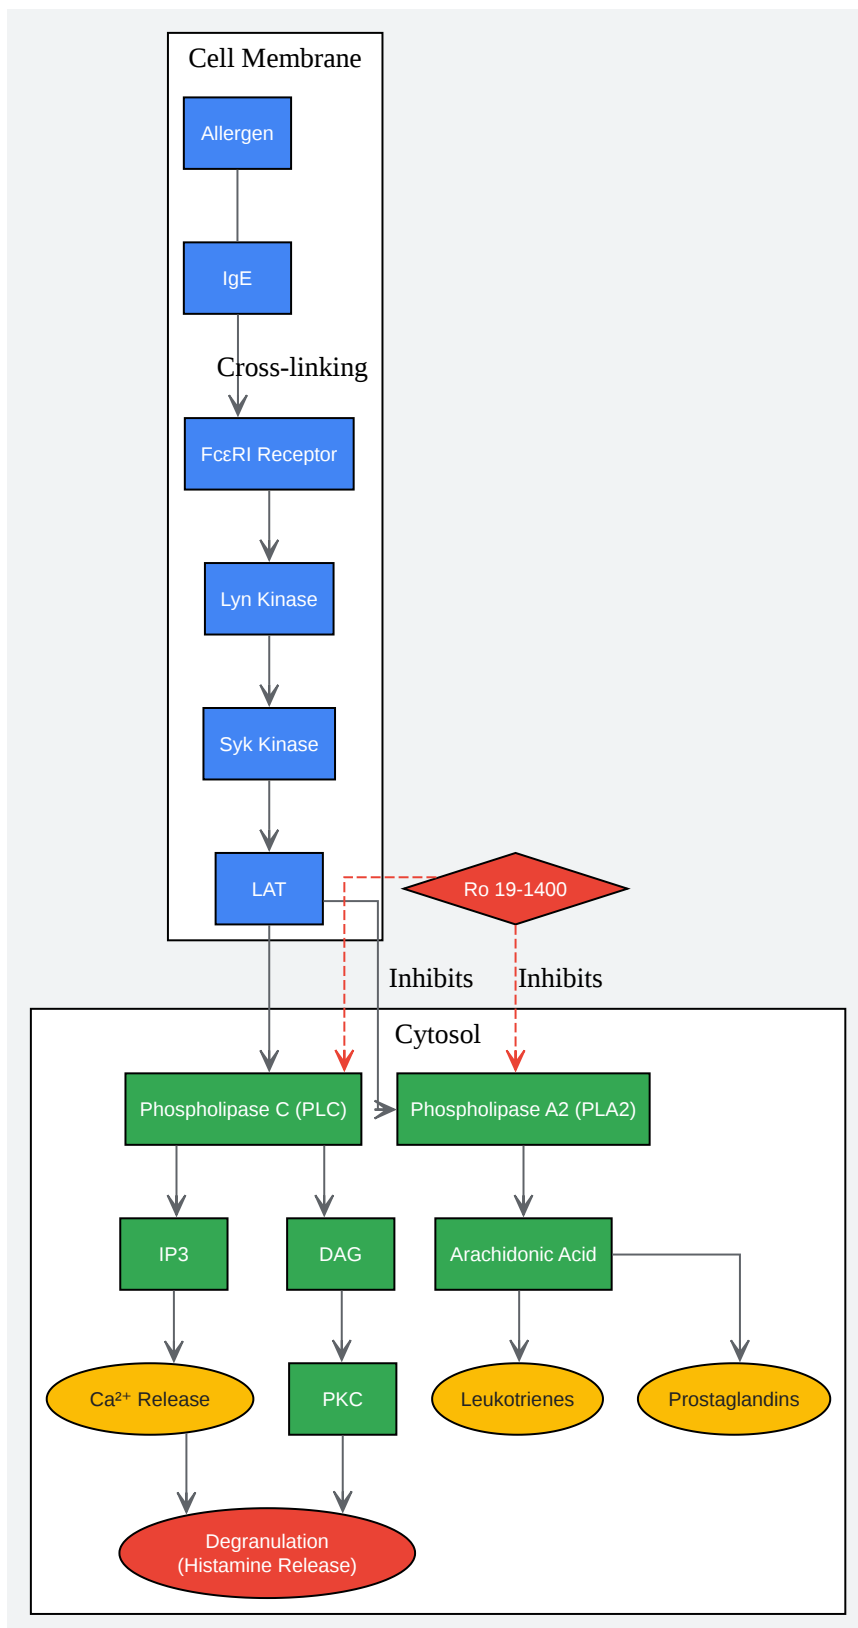 Cell Membrane
Allergen
IgE
Cross-linking
FcεRI Receptor
Lyn Kinase
Syk Kinase
LAT
Ro 19-1400
Inhibits
Inhibits
Cytosol
Phospholipase C (PLC)
Phospholipase A2 (PLA2)
IP3
DAG
Arachidonic Acid
Ca²⁺ Release
PKC
Leukotrienes
Prostaglandins
Degranulation
(Histamine Release)